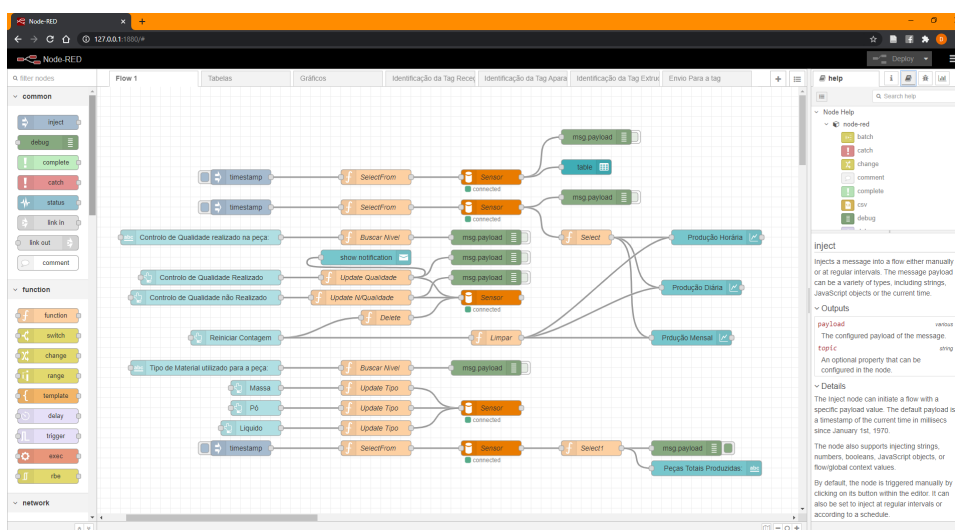 Node-RED
127.0.0.1:1880/#
Node-RED
Deploy
filter nodes
Flow 1
Tabelas
Gráficos
Identificação da Tag Recep
Identificação da Tag Apara
Identificação da Tag Extrus
Envio Para a tag
help
Search help
common
inject
debug
complete
catch
status
link in
link out
comment
function
function
switch
change
range
template
delay
trigger
exec
rbe
network
msg.payload
table
timestamp
SelectFrom
Sensor
connected
msg.payload
timestamp
SelectFrom
Sensor
connected
Controlo de Qualidade realizado na peça:
Buscar Nivel
msg.payload
Select
Produção Horária
show notification
msg.payload
Controlo de Qualidade Realizado
Update Qualidade
msg.payload
Produção Diária
Controlo de Qualidade não Realizado
Update N/Qualidade
Sensor
connected
Delete
Reiniciar Contagem
Limpar
Prdução Mensal
Tipo de Material utilizado para a peça:
Buscar Nivel
msg.payload
Massa
Update Tipo
Pó
Update Tipo
Sensor
connected
Liquido
Update Tipo
timestamp
SelectFrom
Sensor
connected
Select1
msg.payload
Peças Totais Produzidas:
Node Help
node-red
batch
catch
change
comment
complete
csv
debug
inject
Injects a message into a flow either manually
or at regular intervals. The message payload
can be a variety of types, including strings,
JavaScript objects or the current time.
Outputs
payload various
The configured payload of the message.
topic string
An optional property that can be
configured in the node.
Details
The Inject node can initiate a flow with a
specific payload value. The default payload is
a timestamp of the current time in millisecs
since January 1st, 1970.
The node also supports injecting strings,
numbers, booleans, JavaScript objects, or
flow/global context values.
By default, the node is triggered manually by
clicking on its button within the editor. It can
also be set to inject at regular intervals or
according to a schedule.